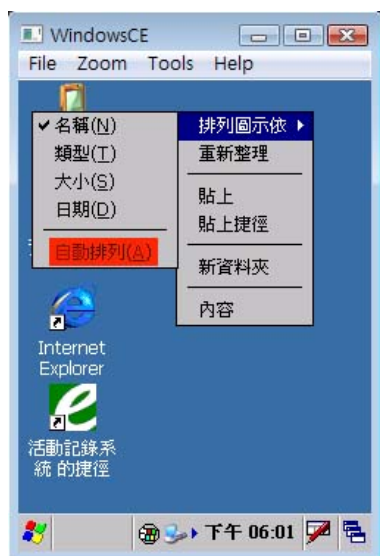 WindowsCE
File Zoom Tools Help
✓名稱(N)
類型(T)
大小(S)
日期(D)
自動排列(A)
排列圖示依
重新整理
貼上
貼上捷徑
新資料夾
內容
Internet
Explorer
活動記錄系
統 的捷徑
下午 06:01